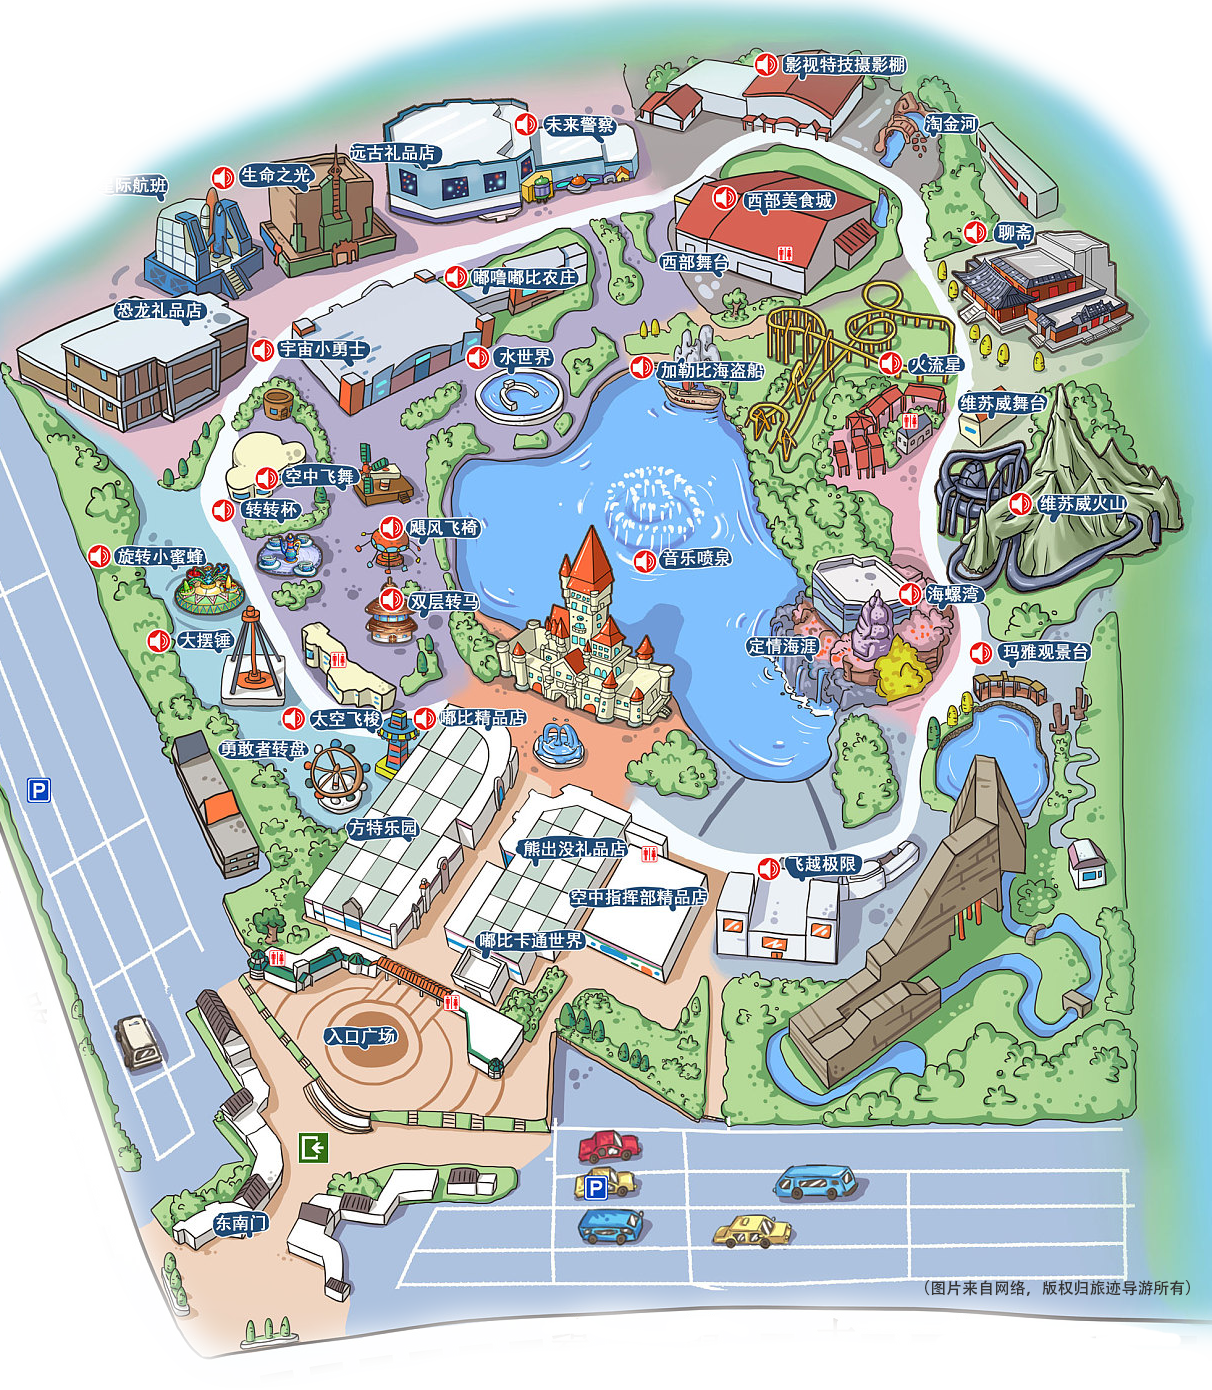 影视特技摄影棚
未来警察
淘金河
远古礼品店
生命之光
际航班
西部美食城
聊斋
西部舞台
嘟噜嘟比农庄
恐龙礼品店
宇宙小勇士
水世界
加勒比海盗船
火流星
维苏威舞台
空中飞舞
维苏威火山
转转杯
飓风飞椅
旋转小蜜蜂
音乐喷泉
双层转马
海螺湾
大摆锤
定情海涯
玛雅观景台
太空飞梭
嘟比精品店
勇敢者转盘
P
方特乐园
熊出没礼品店
飞越极限
空中指挥部精品店
嘟比卡通世界
入口广场
P
东南门
（图片来自网络，版权归旅迹导游所有）